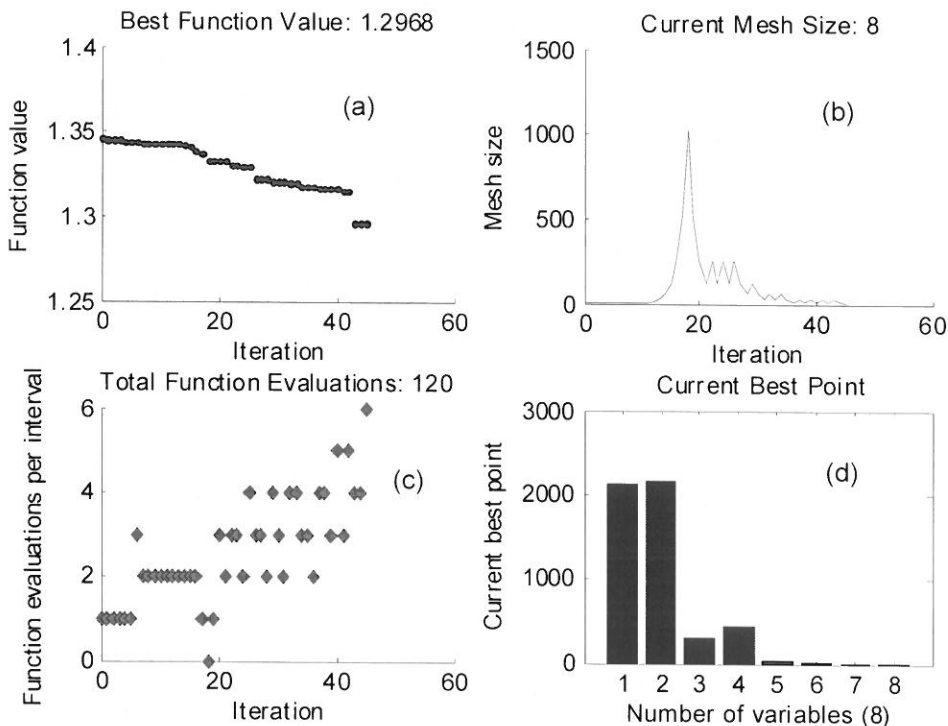 Best Function Value: 1.2968
1.4
1.35
1.3
1.25
Function value
(a)
0
20
40
60
Iteration
Current Mesh Size: 8
1500
1000
500
0
Mesh size
(b)
0
20
40
60
Iteration
Total Function Evaluations: 120
6
4
2
0
Function evaluations per interval
(c)
0
20
40
60
Iteration
Current Best Point
3000
2000
1000
0
Current best point
(d)
1 2 3 4 5 6 7 8
Number of variables (8)